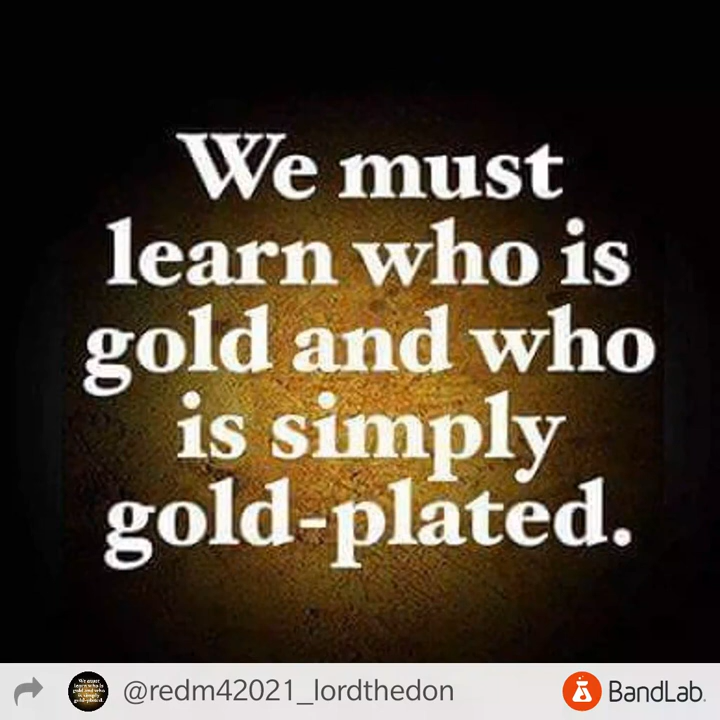 We must
learn who is
gold and who
is simply
gold-plated.
@redm42021_lordthedon
BandLab.